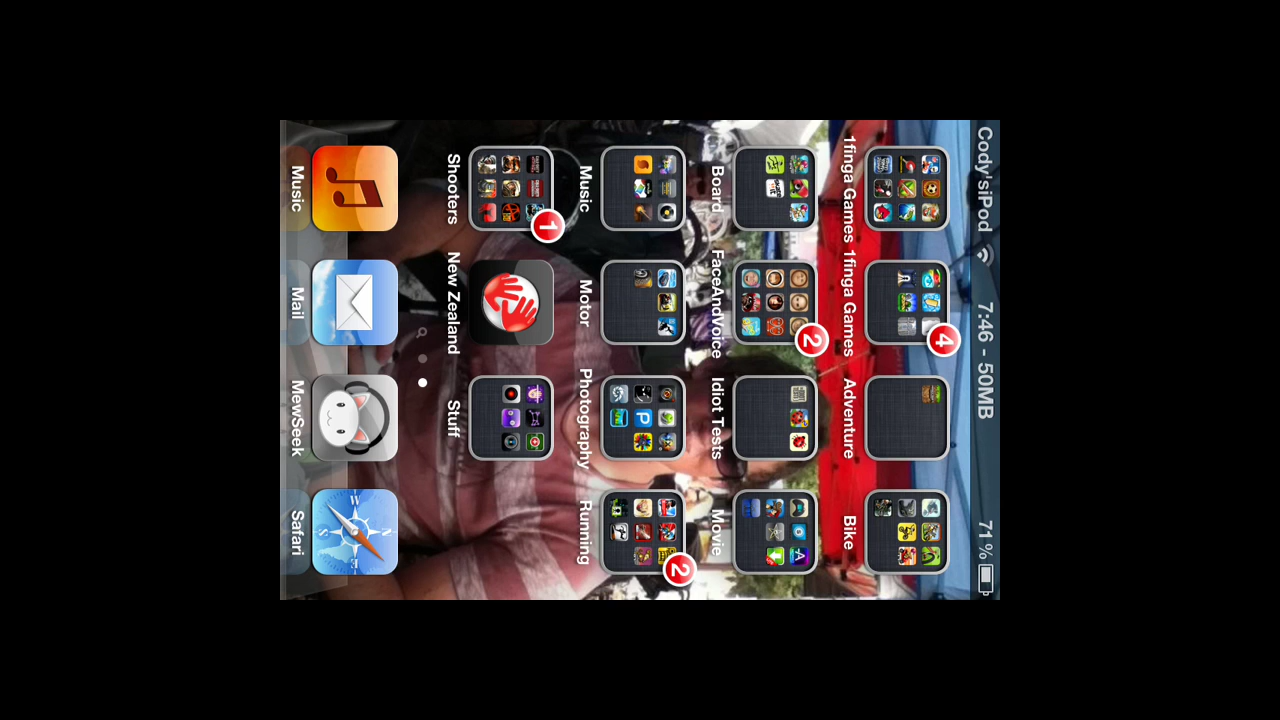 Cody'siPod 7:46 - 50MB 71 %
4
1finga Games 1finga Games Adventure Bike
2
Board FaceAndVoice Idiot Tests Movie
2
Music Motor Photography Running
1
Shooters New Zealand Stuff
Music Mail MewSeek Safari